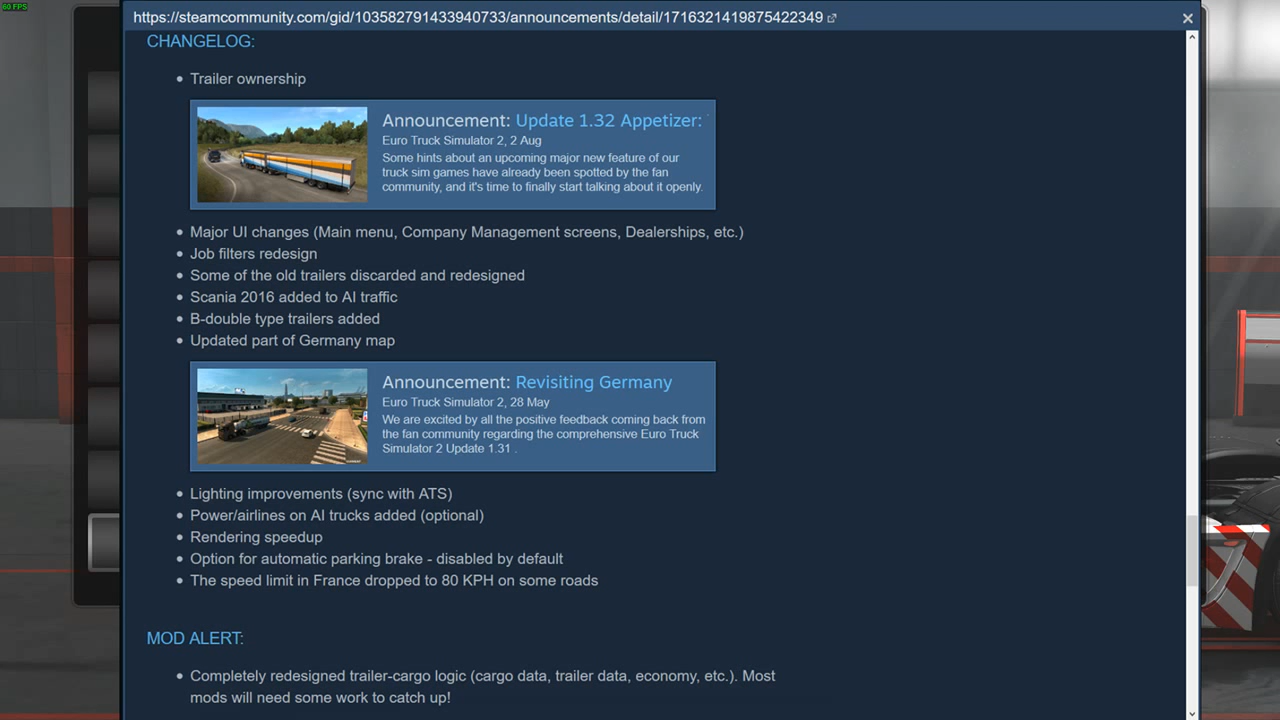 60 FPS
https://steamcommunity.com/gid/103582791433940733/announcements/detail/1716321419875422349
CHANGELOG:
• Trailer ownership
Announcement: Update 1.32 Appetizer:
Euro Truck Simulator 2, 2 Aug
Some hints about an upcoming major new feature of our
truck sim games have already been spotted by the fan
community, and it's time to finally start talking about it openly.
• Major UI changes (Main menu, Company Management screens, Dealerships, etc.)
• Job filters redesign
• Some of the old trailers discarded and redesigned
• Scania 2016 added to AI traffic
• B-double type trailers added
• Updated part of Germany map
Announcement: Revisiting Germany
Euro Truck Simulator 2, 28 May
We are excited by all the positive feedback coming back from
the fan community regarding the comprehensive Euro Truck
Simulator 2 Update 1.31 .
• Lighting improvements (sync with ATS)
• Power/airlines on AI trucks added (optional)
• Rendering speedup
• Option for automatic parking brake - disabled by default
• The speed limit in France dropped to 80 KPH on some roads
MOD ALERT:
• Completely redesigned trailer-cargo logic (cargo data, trailer data, economy, etc.). Most
mods will need some work to catch up!